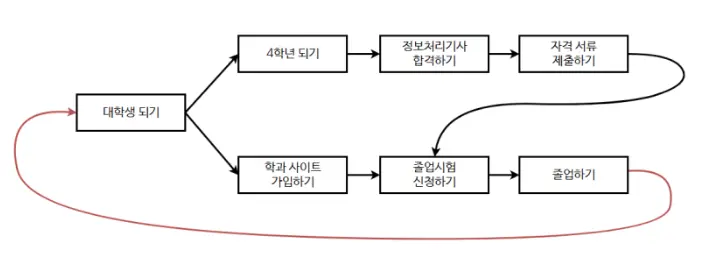 4학년 되기
정보처리기사
합격하기
자격 서류
제출하기
대학생 되기
학과 사이트
가입하기
졸업시험
신청하기
졸업하기